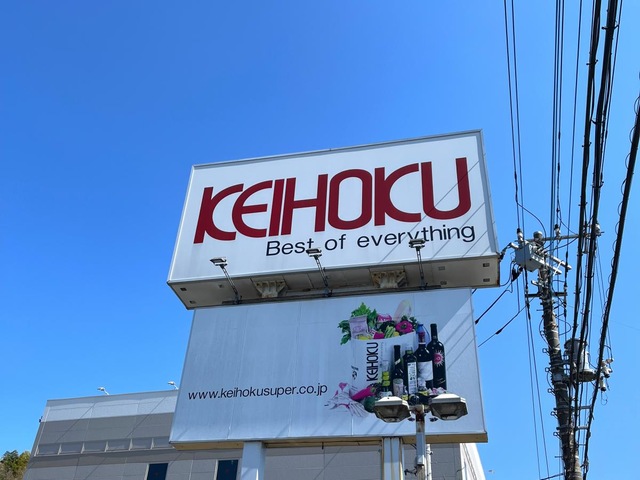 KEIHOKU
Best of everything
KEIHOKU
www.keihokusuper.co.jp